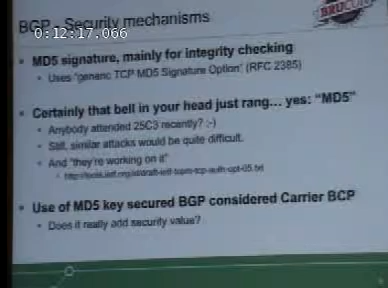 BGP - Security mechanisms
0:12:17.066
BRUCON
• MD5 signature, mainly for integrity checking
• Uses "generic TCP MD5 Signature Option" (RFC 2385)
• Certainly that bell in your head just rang... yes: "MD5"
• Anybody attended 25C3 recently? :-)
• Still, similar attacks would be quite difficult.
• And "they're working on it"
• http://tools.ietf.org/id/draft-ietf-tcpm-tcp-auth-opt-05.txt
• Use of MD5 key secured BGP considered Carrier BCP
• Does it really add security value?